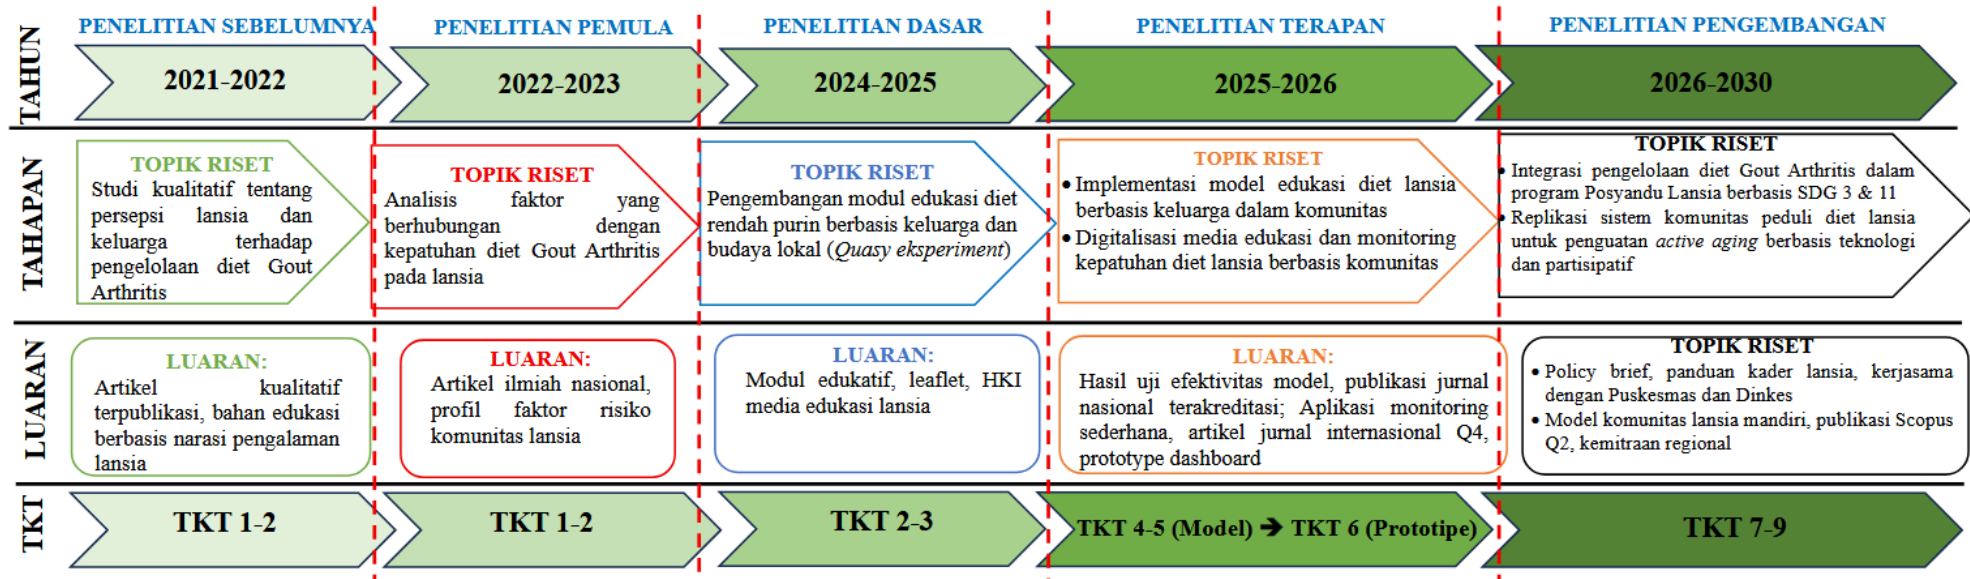 PENELITIAN SEBELUMNYA
PENELITIAN PEMULA
PENELITIAN DASAR
PENELITIAN TERAPAN
PENELITIAN PENGEMBANGAN
TAHUN
2021-2022
2022-2023
2024-2025
2025-2026
2026-2030
TAHAPAN
TOPIK RISET
Studi kualitatif tentang
persepsi lansia dan
keluarga terhadap
pengelolaan diet Gout
Arthritis
TOPIK RISET
Analisis faktor yang
berhubungan dengan
kepatuhan diet Gout Arthritis
pada lansia
TOPIK RISET
Pengembangan modul edukasi diet
rendah purin berbasis keluarga dan
budaya lokal (Quasy eksperiment)
TOPIK RISET
• Implementasi model edukasi diet lansia
berbasis keluarga dalam komunitas
• Digitalisasi media edukasi dan monitoring
kepatuhan diet lansia berbasis komunitas
TOPIK RISET
• Integrasi pengelolaan diet Gout Arthritis dalam
program Posyandu Lansia berbasis SDG 3 & 11
• Replikasi sistem komunitas peduli diet lansia
untuk penguatan active aging berbasis teknologi
dan partisipatif
LUARAN
LUARAN:
Artikel kualitatif
terpublikasi, bahan edukasi
berbasis narasi pengalaman
lansia
LUARAN:
Artikel ilmiah nasional,
profil faktor risiko
komunitas lansia
LUARAN:
Modul edukatif, leaflet, HKI
media edukasi lansia
LUARAN:
Hasil uji efektivitas model, publikasi jurnal
nasional terakreditasi; Aplikasi monitoring
sederhana, artikel jurnal internasional Q4,
prototype dashboard
TOPIK RISET
• Policy brief, panduan kader lansia, kerjasama
dengan Puskesmas dan Dinkes
• Model komunitas lansia mandiri, publikasi Scopus
Q2, kemitraan regional
TKT
TKT 1-2
TKT 1-2
TKT 2-3
TKT 4-5 (Model) ➔ TKT 6 (Prototipe)
TKT 7-9